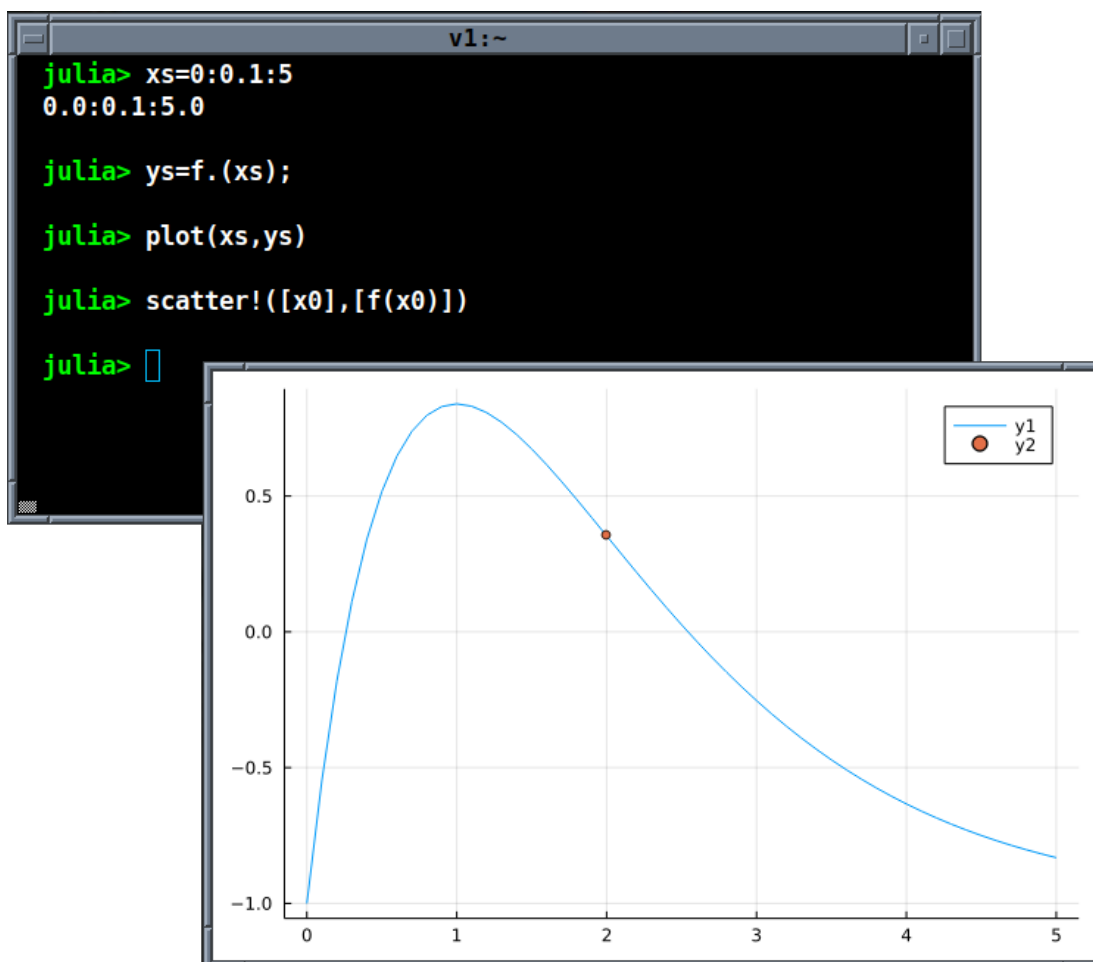 v1:~
julia> xs=0:0.1:5
0.0:0.1:5.0
julia> ys=f.(xs);
julia> plot(xs,ys)
julia> scatter!([x0],[f(x0)])
julia>
y1
y2
0.5
0.0
−0.5
−1.0
0 1 2 3 4 5